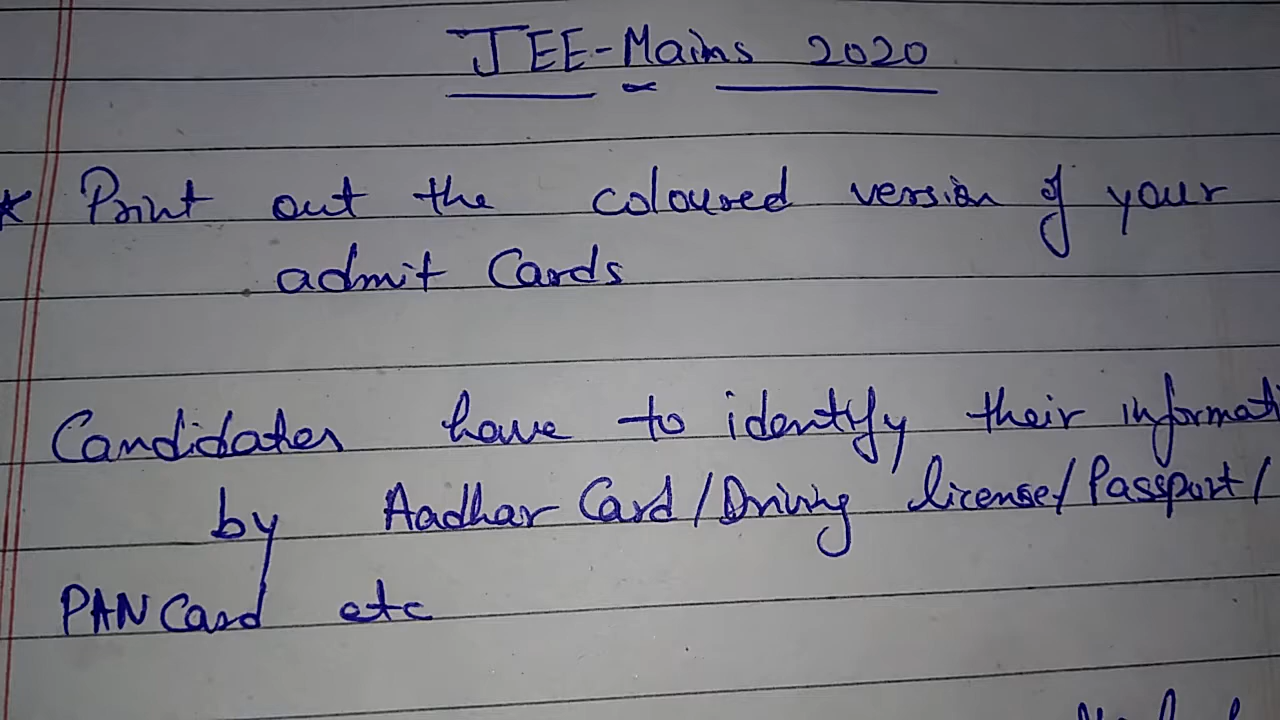 JEE-Mains 2020
* Print out the coloured version of your
admit Cards
Candidates have to identify their informati
by Aadhar Card/Driving license/Passport/
PAN Card etc